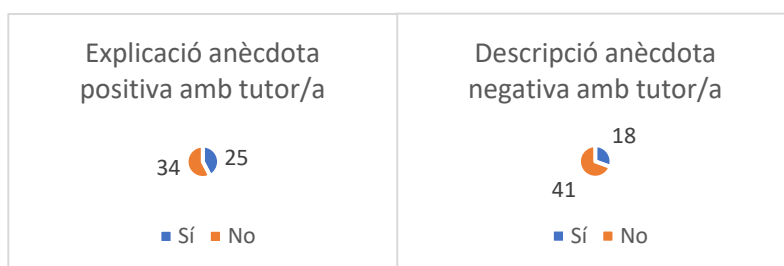 Explicació anècdota
positiva amb tutor/a
34
25
Sí
No
Descripció anècdota
negativa amb tutor/a
18
41
Sí
No